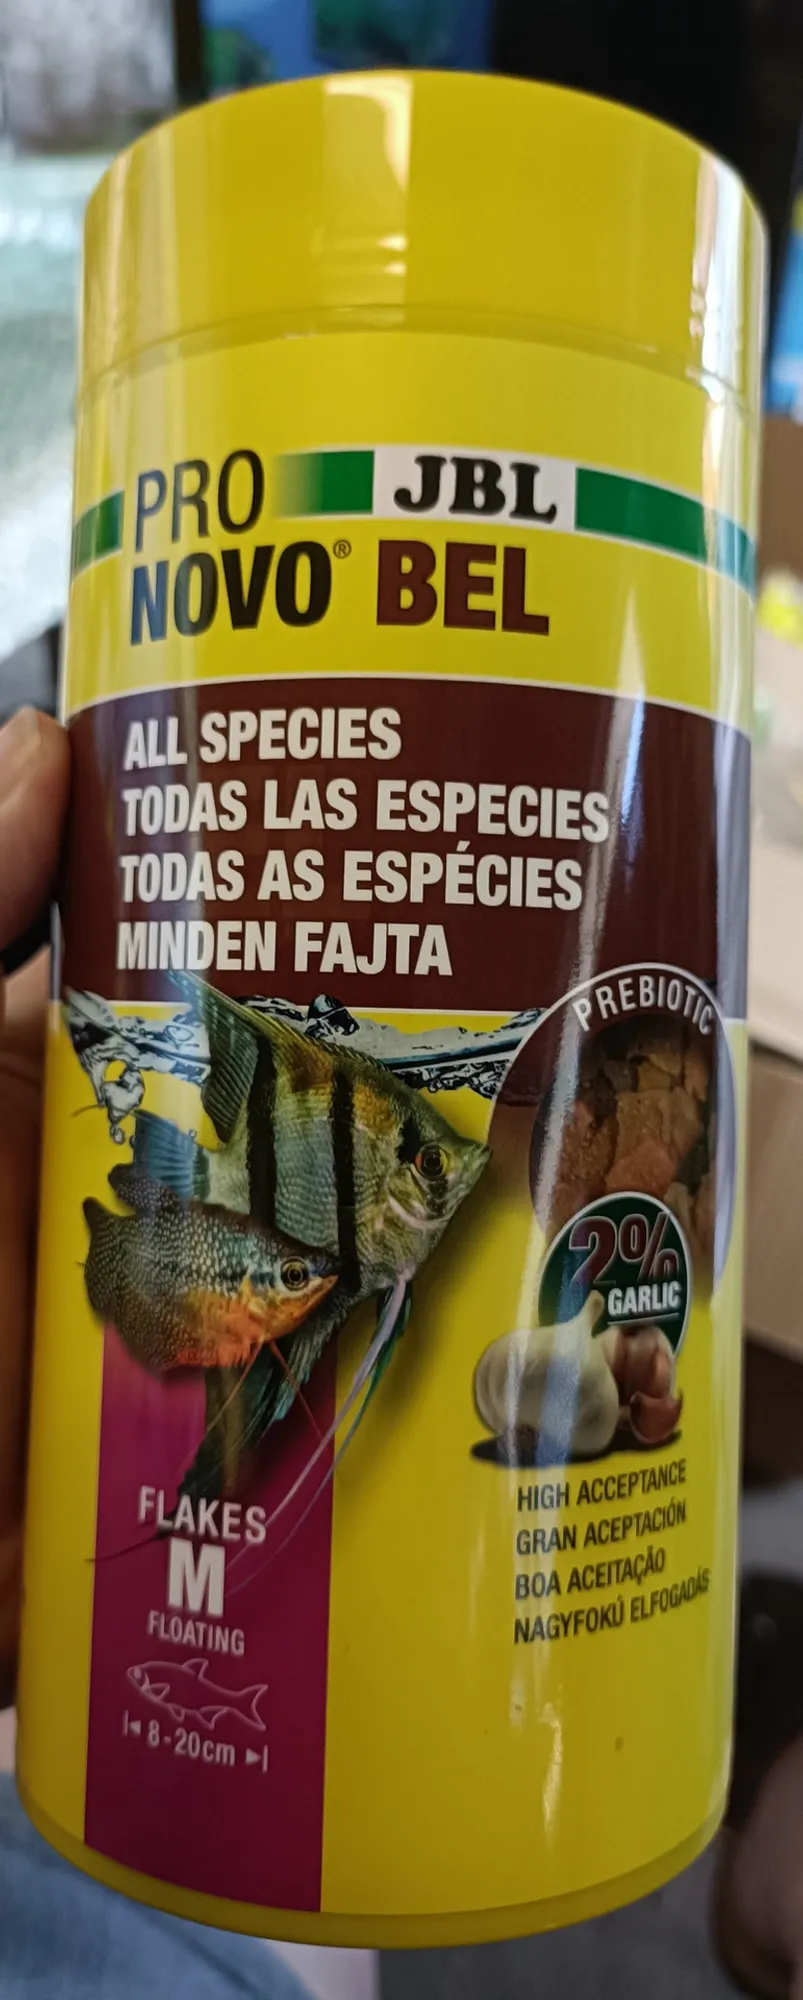 PRO JBL
NOVO® BEL
ALL SPECIES
TODAS LAS ESPECIES
TODAS AS ESPÉCIES
MINDEN FAJTA
PREBIOTIC
2%
GARLIC
HIGH ACCEPTANCE
GRAN ACEPTACIÓN
BOA ACEITAÇÃO
NAGYFOKÚ ELFOGADÁS
FLAKES
M
FLOATING
8-20cm